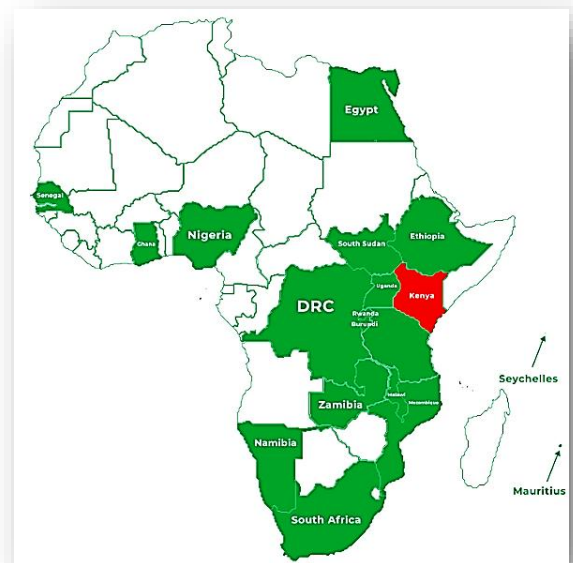 Egypt
Senegal
Nigeria
Ghana
South Sudan
Ethiopia
Uganda
Kenya
DRC
Rwanda
Burundi
Seychelles
Malawi
Zamibia
Mozambique
Namibia
Mauritius
South Africa